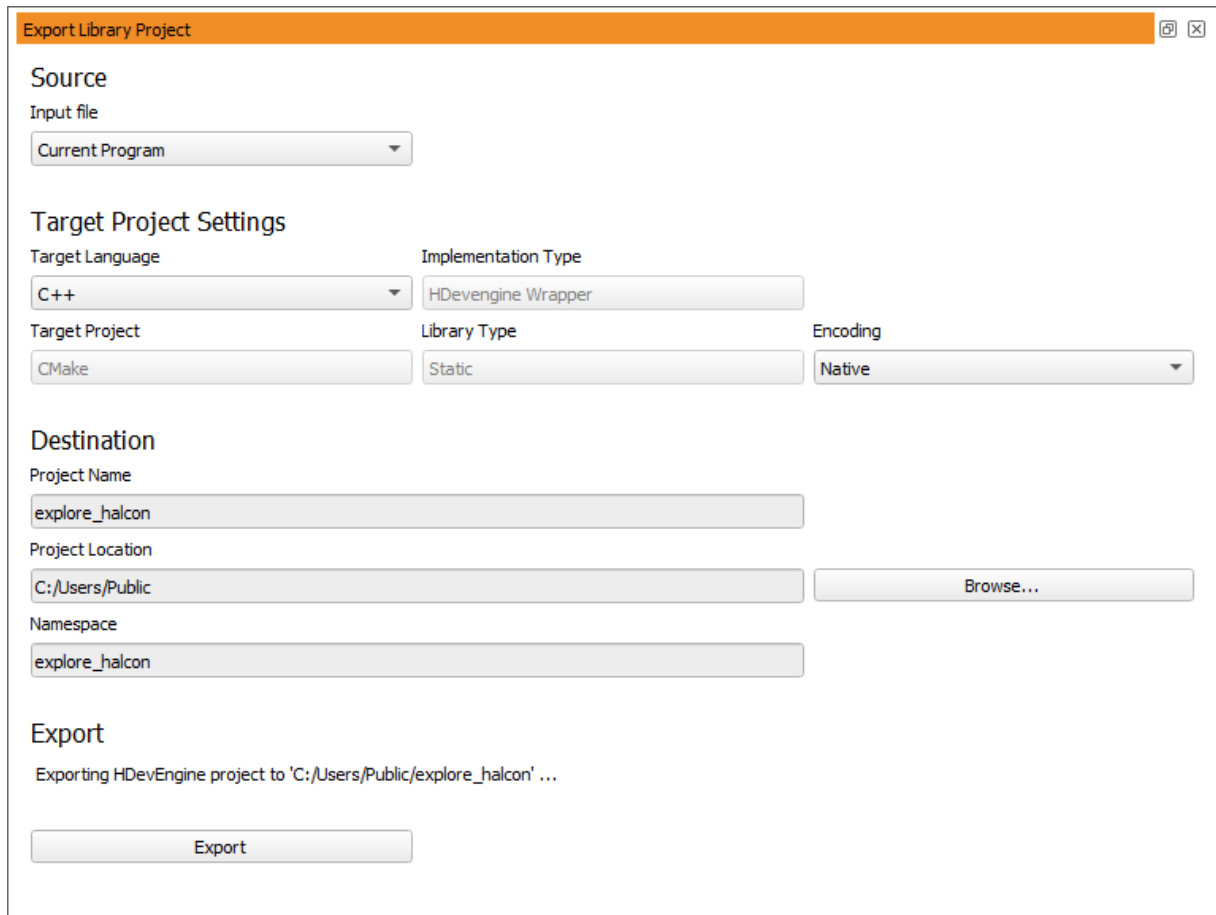 Export Library Project
Source
Input file
Current Program
Target Project Settings
Target Language
Implementation Type
C++
HDevengine Wrapper
Target Project
Library Type
Encoding
CMake
Static
Native
Destination
Project Name
explore_halcon
Project Location
C:/Users/Public
Browse...
Namespace
explore_halcon
Export
Exporting HDevEngine project to 'C:/Users/Public/explore_halcon' ...
Export